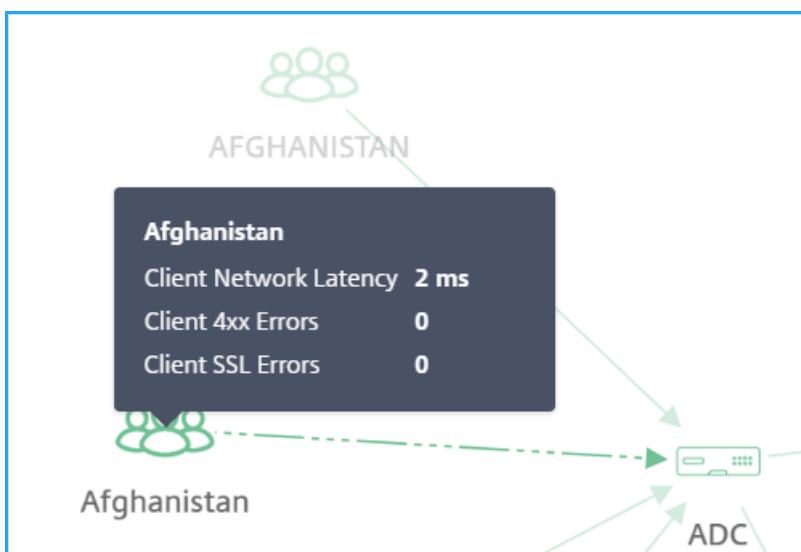 AFGHANISTAN
Afghanistan
Client Network Latency 2 ms
Client 4xx Errors 0
Client SSL Errors 0
Afghanistan
ADC